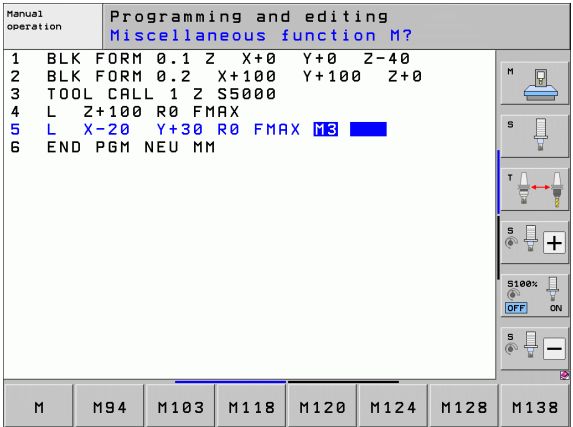 Manual
operation
Programming and editing
Miscellaneous function M?
1 BLK FORM 0.1 Z X+0 Y+0 Z-40
2 BLK FORM 0.2 X+100 Y+100 Z+0
3 TOOL CALL 1 Z S5000
4 L Z+100 R0 FMAX
5 L X-20 Y+30 R0 FMAX M3
6 END PGM NEU MM
M
S
T
S
+
S100%
OFF ON
S
-
M M94 M103 M118 M120 M124 M128 M138